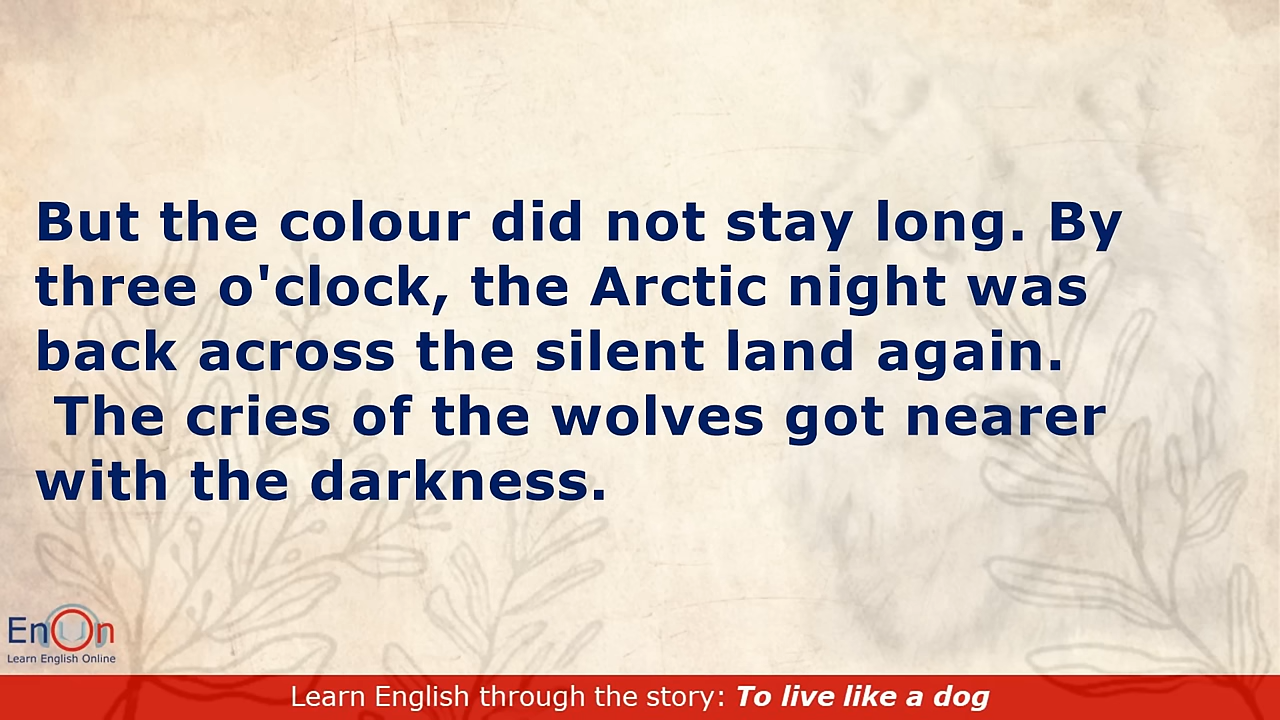 But the colour did not stay long. By
three o'clock, the Arctic night was
back across the silent land again.
The cries of the wolves got nearer
with the darkness.
EnOn
Learn English Online
Learn English through the story: To live like a dog